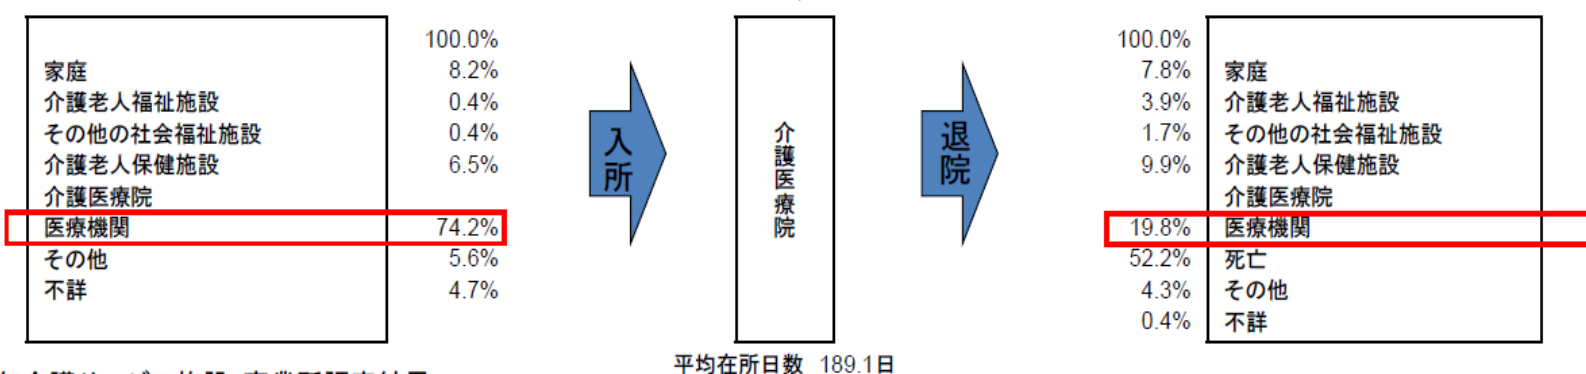 100.0%
家庭 8.2%
介護老人福祉施設 0.4%
その他の社会福祉施設 0.4%
介護老人保健施設 6.5%
介護医療院
医療機関 74.2%
その他 5.6%
不詳 4.7%
入所
介護医療院
退院
100.0%
7.8% 家庭
3.9% 介護老人福祉施設
1.7% その他の社会福祉施設
9.9% 介護老人保健施設
介護医療院
19.8% 医療機関
52.2% 死亡
4.3% その他
0.4% 不詳
平均在所日数 189.1日